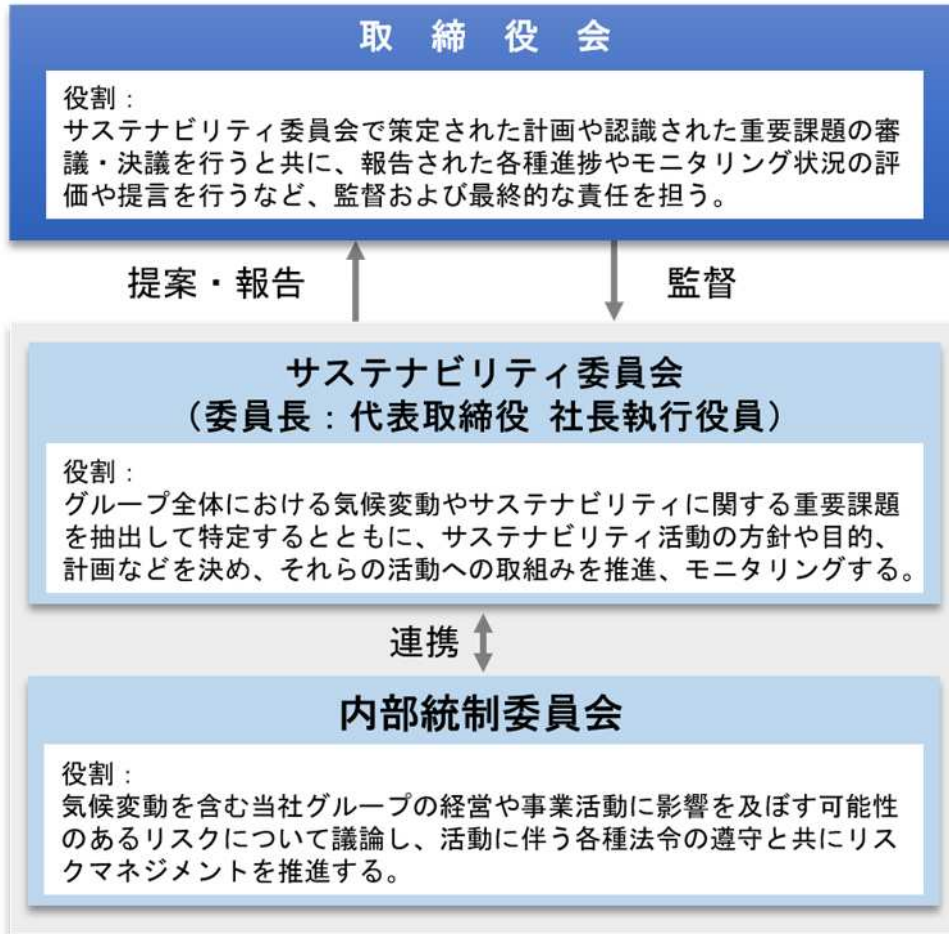 取締役会
役割：
サステナビリティ委員会で策定された計画や認識された重要課題の審
議・決議を行うと共に、報告された各種進捗やモニタリング状況の評
価や提言を行うなど、監督および最終的な責任を担う。
提案・報告
監督
サステナビリティ委員会
（委員長：代表取締役 社長執行役員）
役割：
グループ全体における気候変動やサステナビリティに関する重要課題
を抽出して特定するとともに、サステナビリティ活動の方針や目的、
計画などを決め、それらの活動への取組みを推進、モニタリングする。
連携
内部統制委員会
役割：
気候変動を含む当社グループの経営や事業活動に影響を及ぼす可能性
のあるリスクについて議論し、活動に伴う各種法令の遵守と共にリス
クマネジメントを推進する。